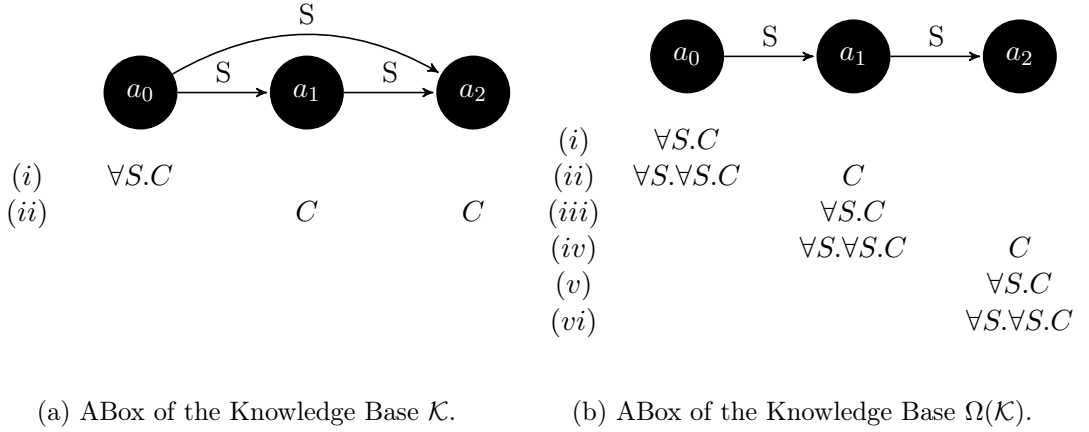 S
S S
a₀ a₁ a₂
(i) ∀S.C
(ii) C C
(a) ABox of the Knowledge Base 𝒦.
S S
a₀ a₁ a₂
(i) ∀S.C
(ii) ∀S.∀S.C C
(iii) ∀S.C
(iv) ∀S.∀S.C C
(v) ∀S.C
(vi) ∀S.∀S.C
(b) ABox of the Knowledge Base Ω(𝒦).